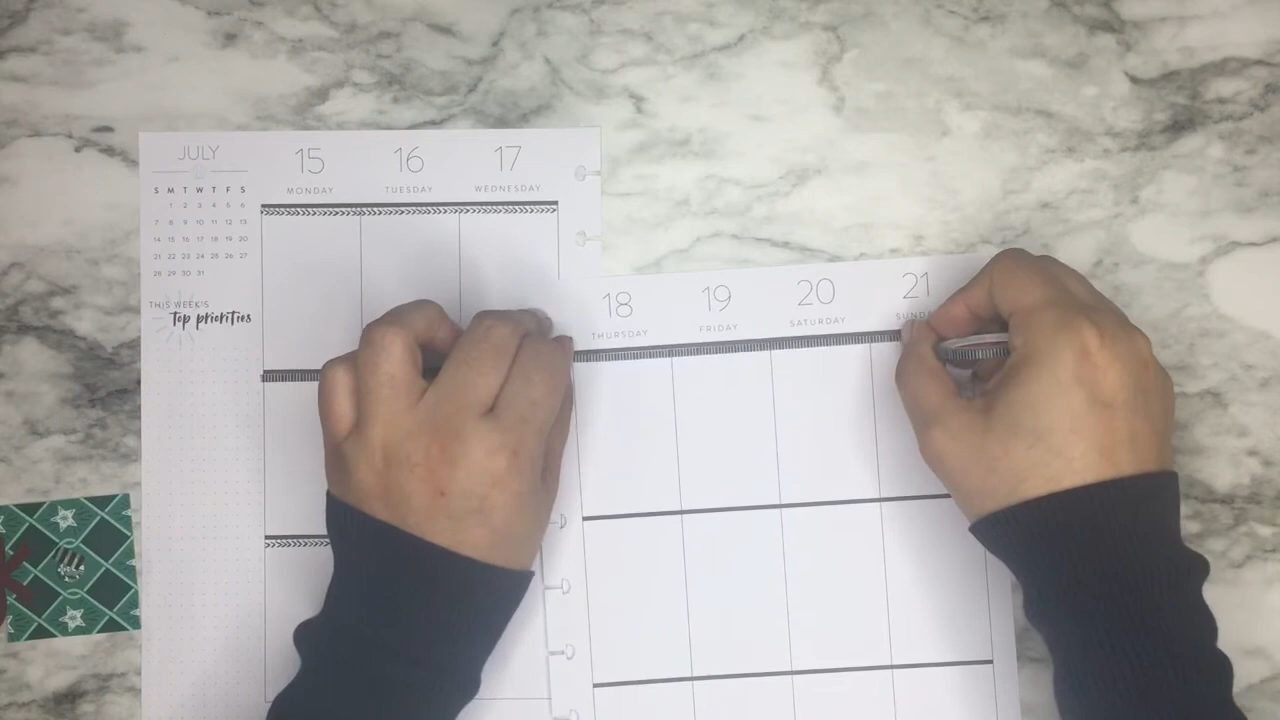 JULY
S M T W T F S
1 2 3 4 5 6
7 8 9 10 11 12 13
14 15 16 17 18 19 20
21 22 23 24 25 26 27
28 29 30 31
THIS WEEK'S
top priorities
15 16 17
MONDAY TUESDAY WEDNESDAY
18 19 20 21
THURSDAY FRIDAY SATURDAY SUNDA